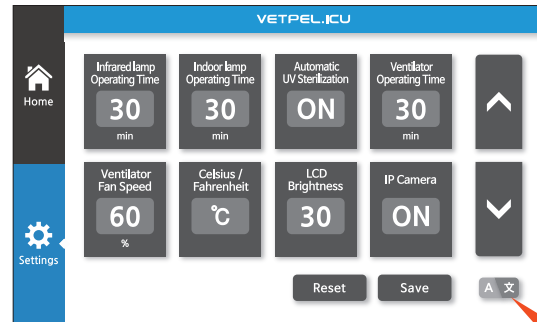 VETPEL.ICU
Home
Settings
Infrared lamp
Operating Time
30
min
Indoor lamp
Operating Time
30
min
Automatic
UV Sterilization
ON
Ventilator
Operating Time
30
min
Ventilator
Fan Speed
60
%
Celsius /
Fahrenheit
℃
LCD
Brightness
30
IP Camera
ON
Reset
Save
A 文